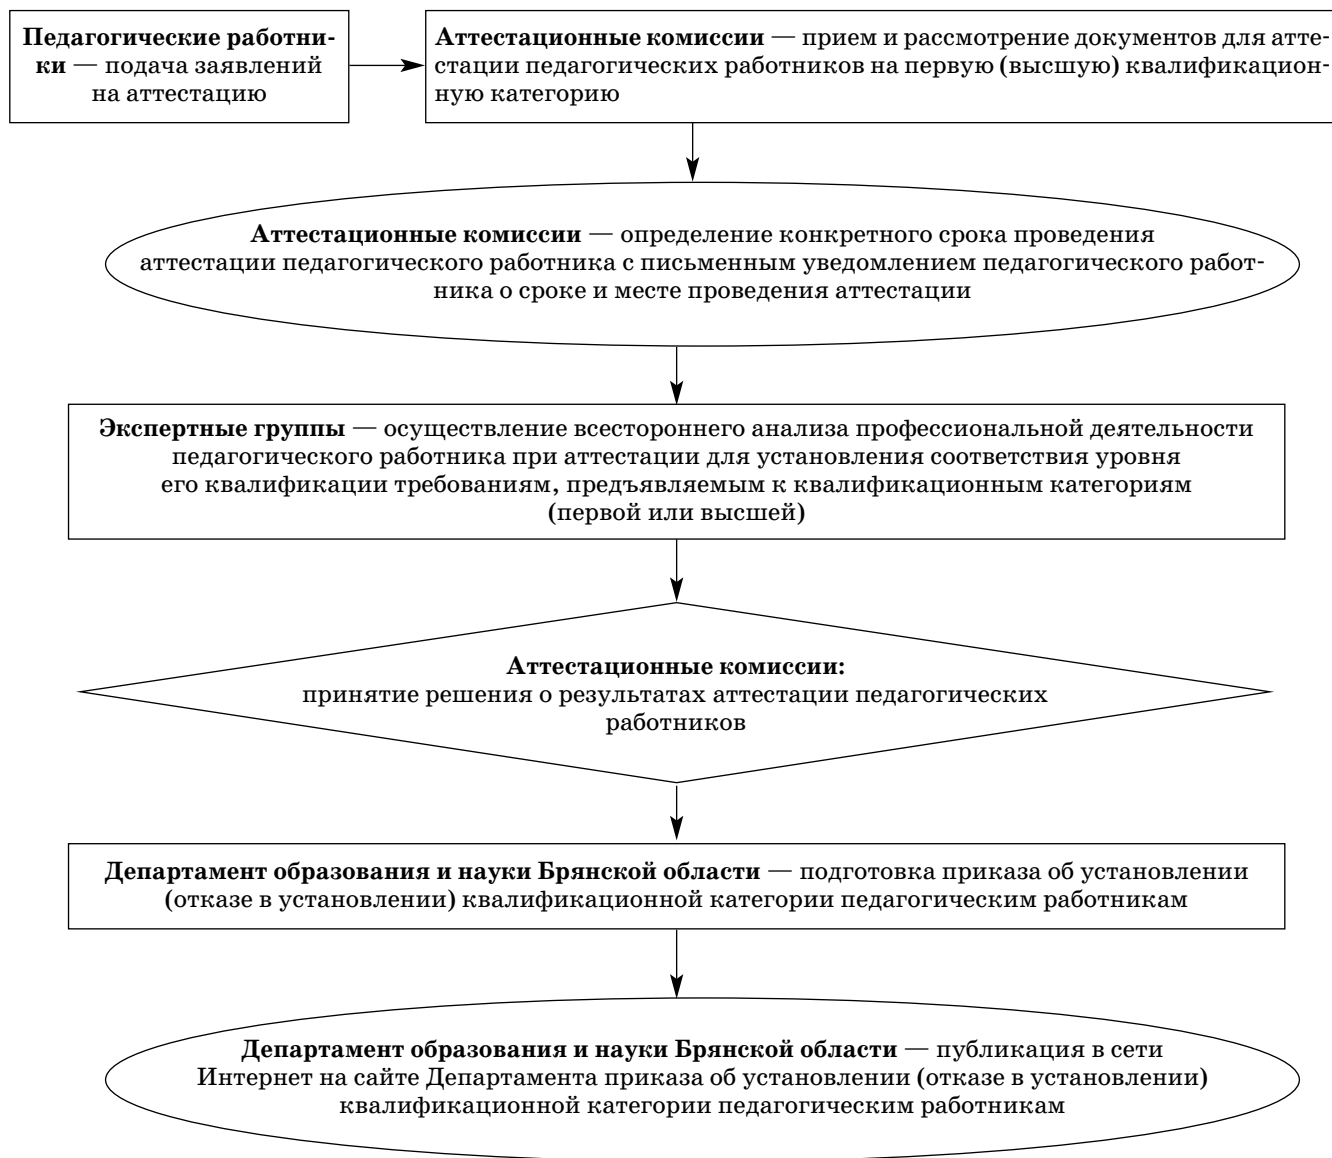 Педагогические работни-
ки — подача заявлений
на аттестацию
Аттестационные комиссии — прием и рассмотрение документов для атте-
стации педагогических работников на первую (высшую) квалификацион-
ную категорию
Аттестационные комиссии — определение конкретного срока проведения
аттестации педагогического работника с письменным уведомлением педагогического работ-
ника о сроке и месте проведения аттестации
Экспертные группы — осуществление всестороннего анализа профессиональной деятельности
педагогического работника при аттестации для установления соответствия уровня
его квалификации требованиям, предъявляемым к квалификационным категориям
(первой или высшей)
Аттестационные комиссии:
принятие решения о результатах аттестации педагогических
работников
Департамент образования и науки Брянской области — подготовка приказа об установлении
(отказе в установлении) квалификационной категории педагогическим работникам
Департамент образования и науки Брянской области — публикация в сети
Интернет на сайте Департамента приказа об установлении (отказе в установлении)
квалификационной категории педагогическим работникам